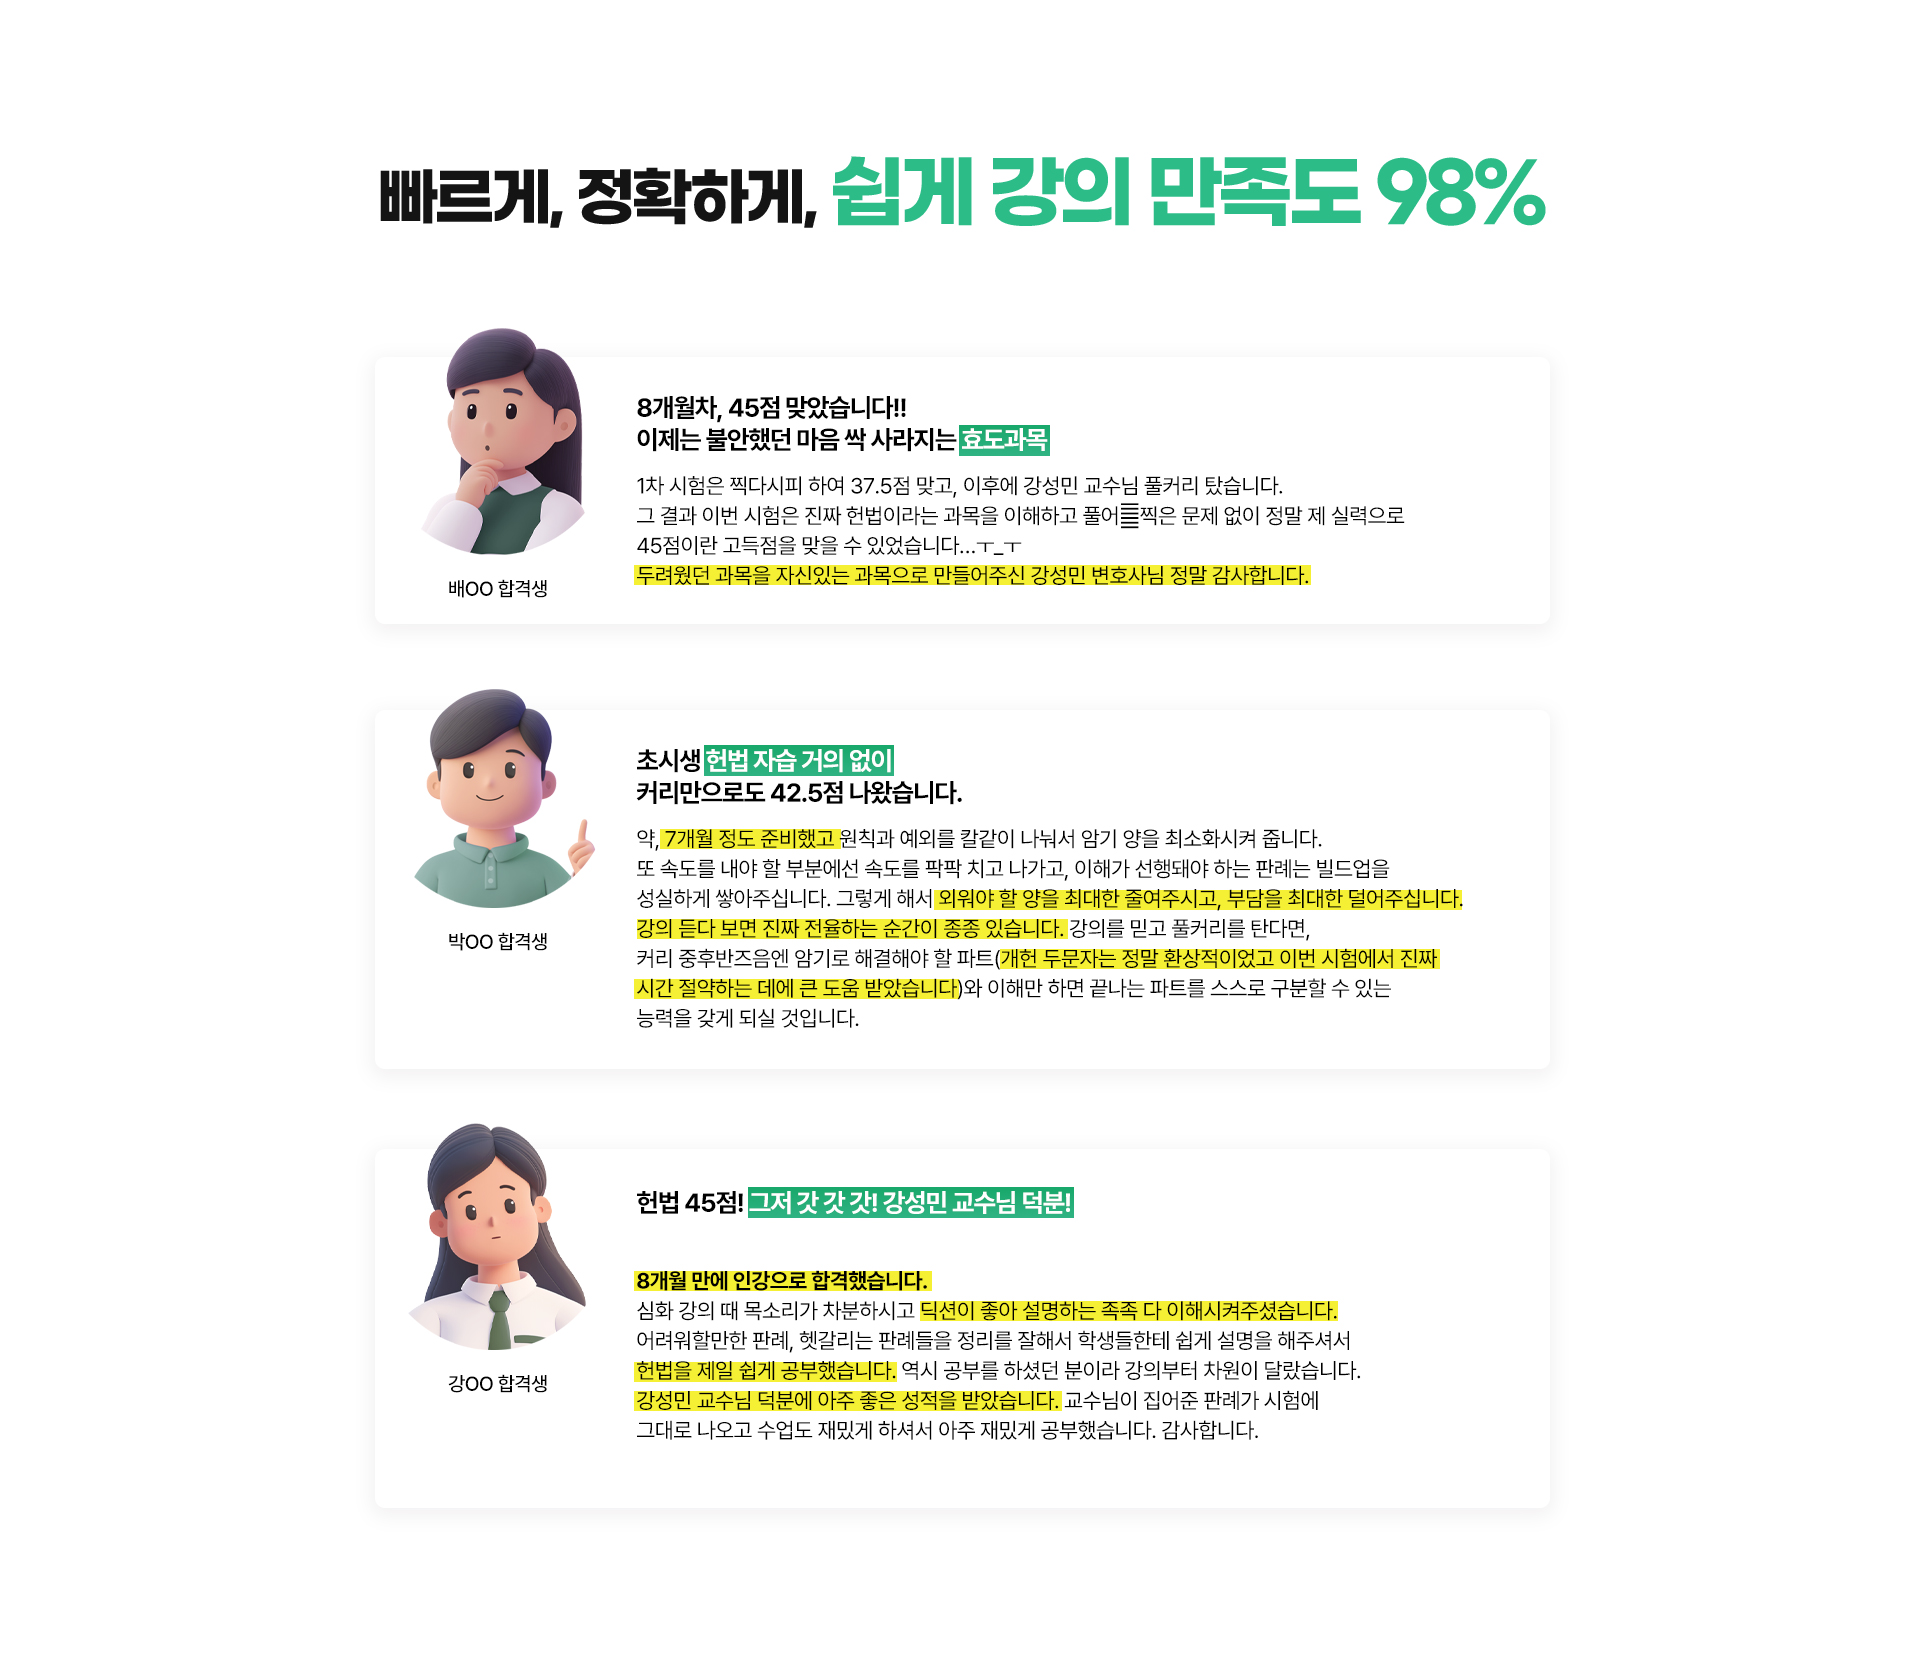 빠르게, 정확하게, 쉽게 강의 만족도 98%
8개월차, 45점 맞았습니다!!
이제는 불안했던 마음 싹 사라지는 효도과목
1차 시험은 찍다시피 하여 37.5점 맞고, 이후에 강성민 교수님 풀커리 탔습니다.
그 결과 이번 시험은 진짜 헌법이라는 과목을 이해하고 풀어 찍은 문제 없이 정말 제 실력으로
45점이란 고득점을 맞을 수 있었습니다...ㅜ_ㅜ
두려웠던 과목을 자신있는 과목으로 만들어주신 강성민 변호사님 정말 감사합니다.
배OO 합격생
초시생 헌법 자습 거의 없이
커리만으로도 42.5점 나왔습니다.
약, 7개월 정도 준비했고 원칙과 예외를 칼같이 나눠서 암기 양을 최소화시켜 줍니다.
또 속도를 내야 할 부분에선 속도를 팍팍 치고 나가고, 이해가 선행돼야 하는 판례는 빌드업을
성실하게 쌓아주십니다. 그렇게 해서 외워야 할 양을 최대한 줄여주시고, 부담을 최대한 덜어주십니다.
강의 듣다 보면 진짜 전율하는 순간이 종종 있습니다. 강의를 믿고 풀커리를 탄다면,
커리 중후반즈음엔 암기로 해결해야 할 파트(개헌 두문자는 정말 환상적이었고 이번 시험에서 진짜
시간 절약하는 데에 큰 도움 받았습니다)와 이해만 하면 끝나는 파트를 스스로 구분할 수 있는
능력을 갖게 되실 것입니다.
박OO 합격생
헌법 45점! 그저 갓 갓 갓! 강성민 교수님 덕분!
8개월 만에 인강으로 합격했습니다.
심화 강의 때 목소리가 차분하시고 딕션이 좋아 설명하는 족족 다 이해시켜주셨습니다.
어려워할만한 판례, 헷갈리는 판례들을 정리를 잘해서 학생들한테 쉽게 설명을 해주셔서
헌법을 제일 쉽게 공부했습니다. 역시 공부를 하셨던 분이라 강의부터 차원이 달랐습니다.
강성민 교수님 덕분에 아주 좋은 성적을 받았습니다. 교수님이 집어준 판례가 시험에
그대로 나오고 수업도 재밌게 하셔서 아주 재밌게 공부했습니다. 감사합니다.
강OO 합격생